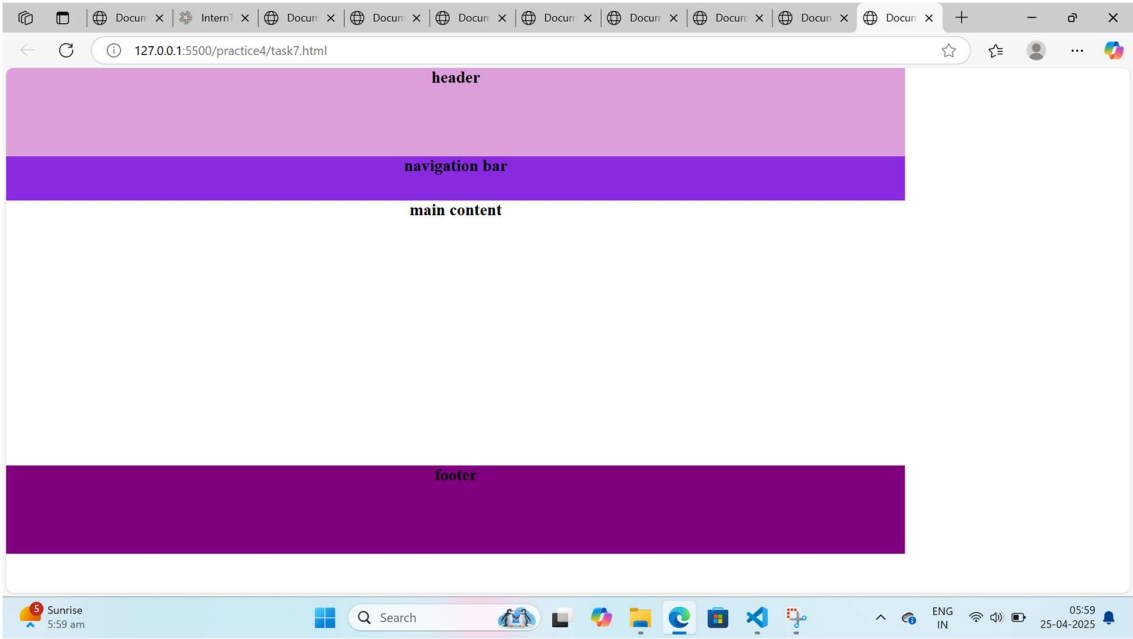 Docum InternT Docum Docum Docum Docum Docum Docum Docum Docum
127.0.0.1:5500/practice4/task7.html
header
navigation bar
main content
footer
5 Sunrise
5:59 am
Search
ENG
IN
05:59
25-04-2025